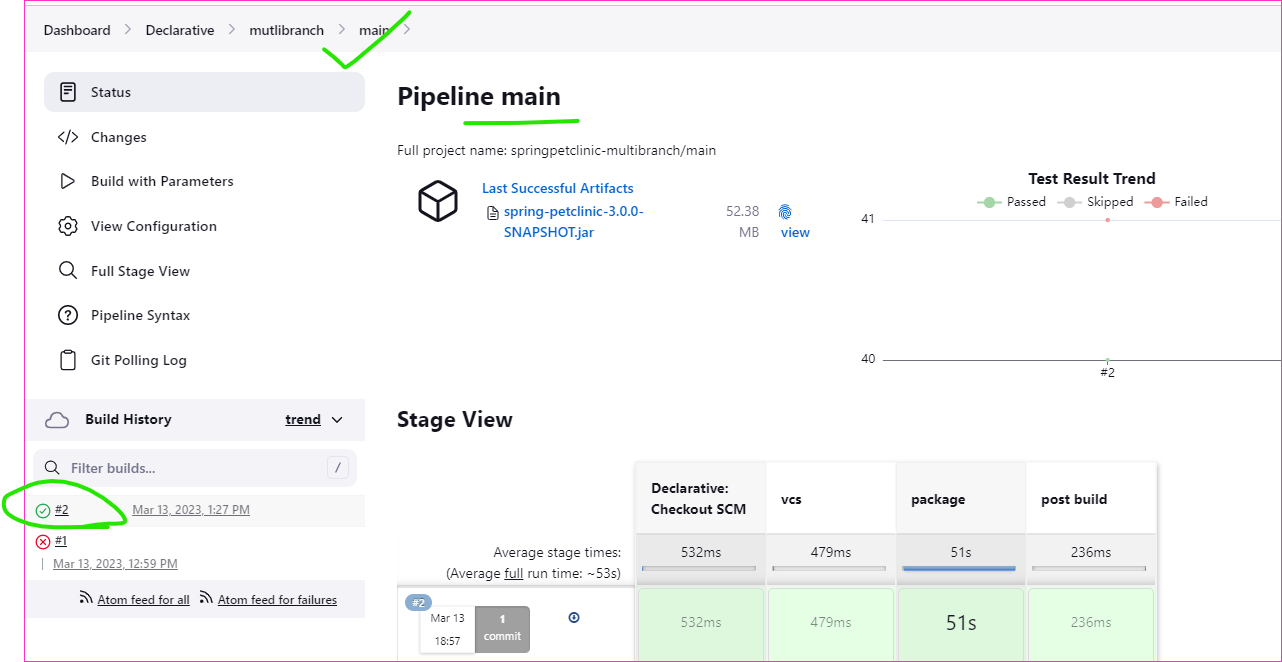 Dashboard > Declarative > mutlibranch > main >
Status
Changes
Build with Parameters
View Configuration
Full Stage View
Pipeline Syntax
Git Polling Log
Build History trend
Filter builds... /
#2 Mar 13, 2023, 1:27 PM
#1
Mar 13, 2023, 12:59 PM
Atom feed for all Atom feed for failures
Pipeline main
Full project name: springpetclinic-multibranch/main
Last Successful Artifacts
spring-petclinic-3.0.0- 52.38
SNAPSHOT.jar MB view
Test Result Trend
Passed Skipped Failed
41
40
#2
Stage View
Declarative:
Checkout SCM vcs package post build
Average stage times: 532ms 479ms 51s 236ms
(Average full run time: ~53s)
#2
Mar 13 1
18:57 commit
532ms 479ms 51s 236ms